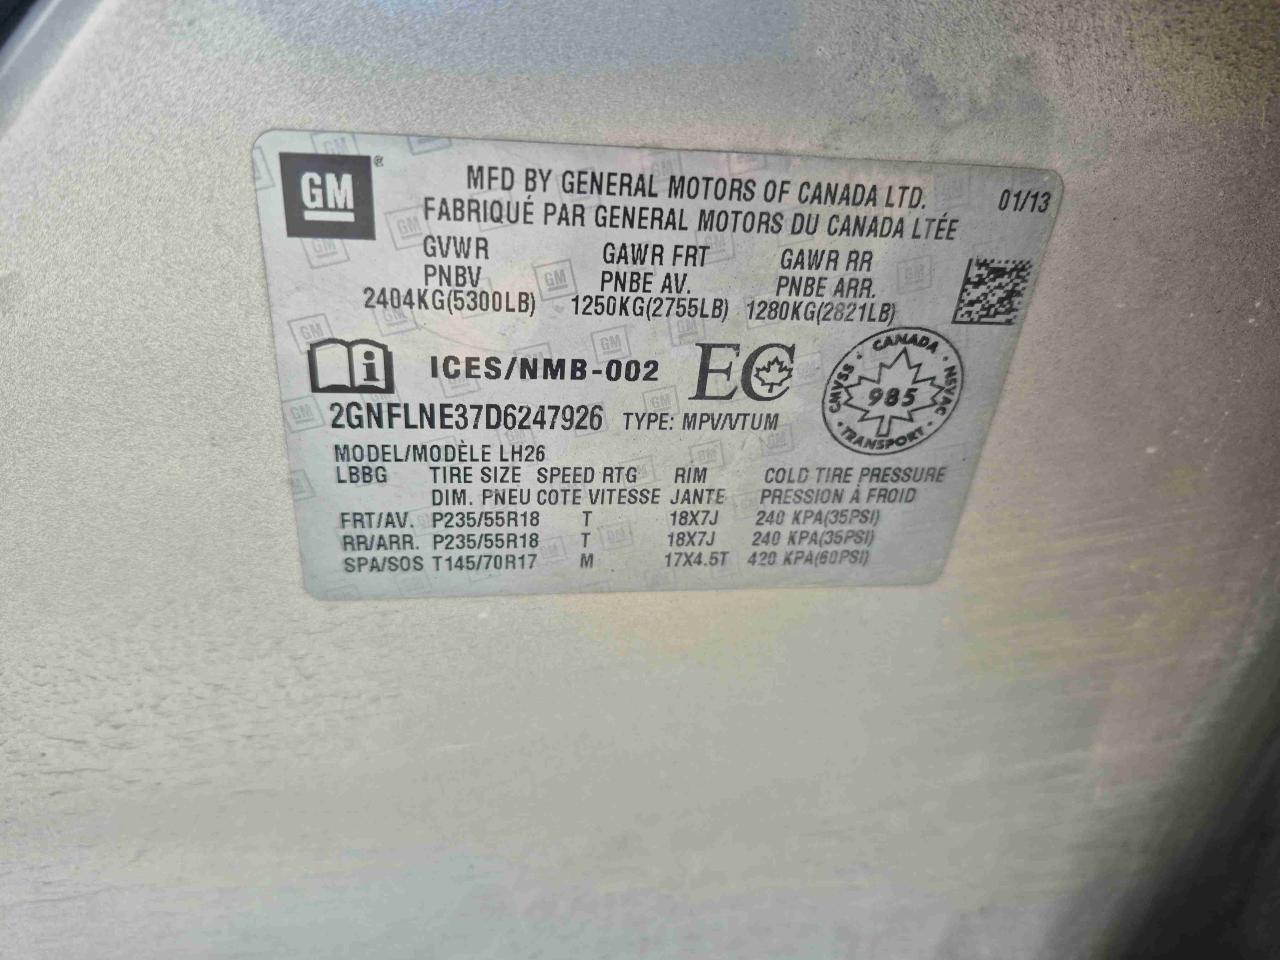 GM ®
MFD BY GENERAL MOTORS OF CANADA LTD. 01/13
FABRIQUÉ PAR GENERAL MOTORS DU CANADA LTÉE
GVWR GAWR FRT GAWR RR
PNBV PNBE AV. PNBE ARR.
2404KG(5300LB) 1250KG(2755LB) 1280KG(2821LB)
i ICES/NMB-002 EC
CANADA
CMVSS 985 NSVAC
TRANSPORT
2GNFLNE37D6247926 TYPE: MPV/VTUM
MODEL/MODÈLE LH26
LBBG TIRE SIZE SPEED RTG RIM COLD TIRE PRESSURE
DIM. PNEU COTE VITESSE JANTE PRESSION À FROID
FRT/AV. P235/55R18 T 18X7J 240 KPA(35PSI)
RR/ARR. P235/55R18 T 18X7J 240 KPA(35PSI)
SPA/SOS T145/70R17 M 17X4.5T 420 KPA(60PSI)